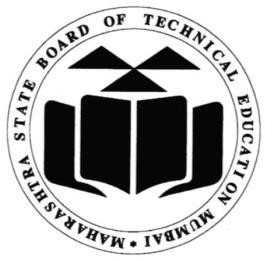 MAHARASHTRA STATE BOARD OF TECHNICAL EDUCATION MUMBAI *